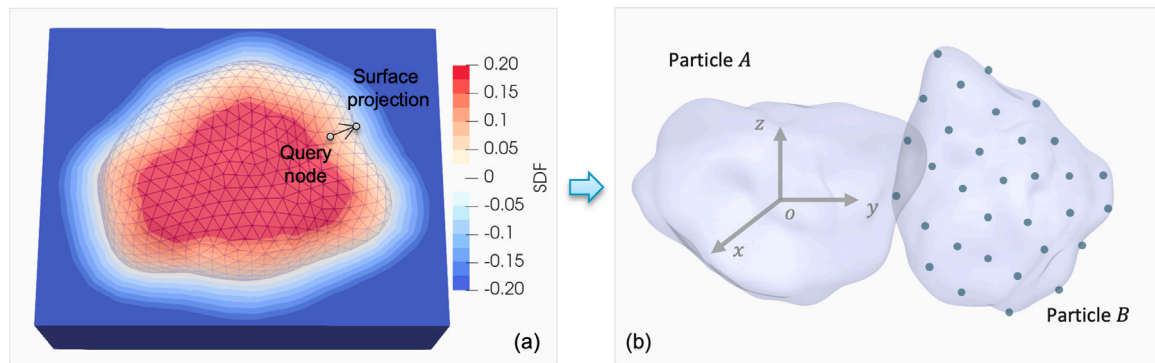 Surface
projection
Query
node
0.20
0.15
0.1
0.05
0
-0.05
-0.1
-0.15
-0.20
SDF
(a)
Particle A
z
o
y
x
Particle B
(b)